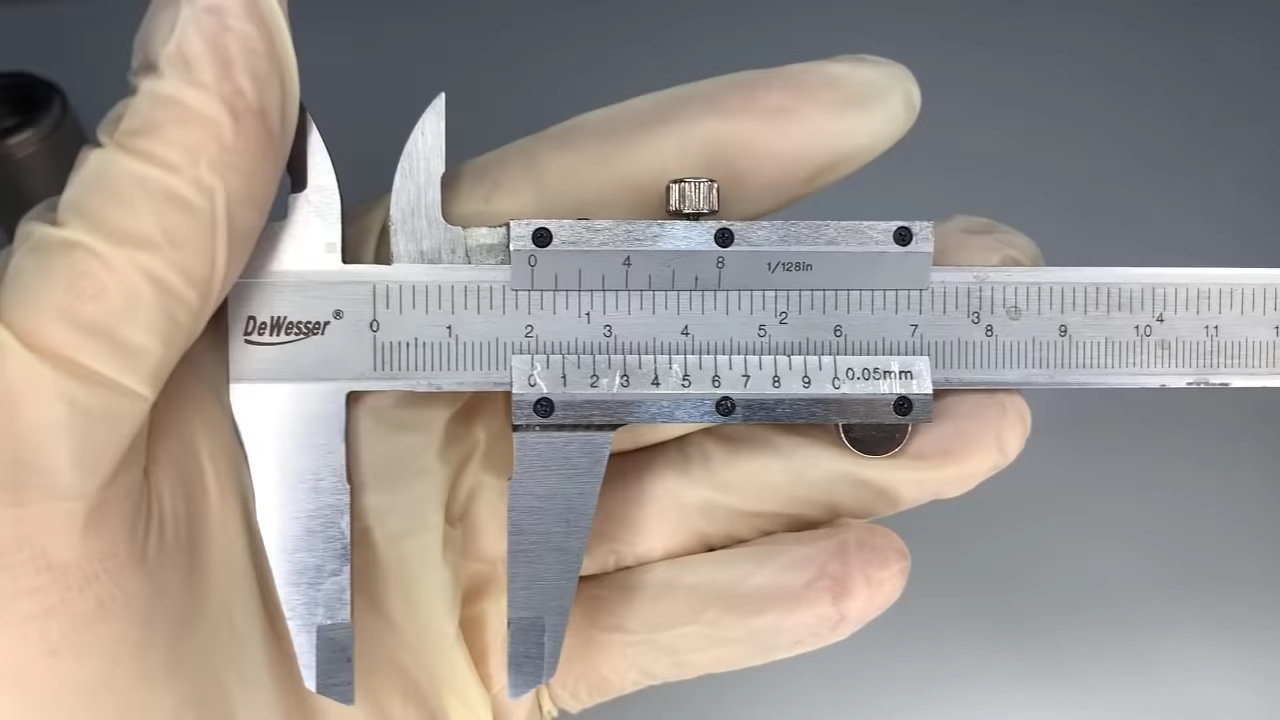 0 4 8 1/128in
1 2 3 4
DeWesser®
0 1 2 3 4 5 6 7 8 9 10 11
0 1 2 3 4 5 6 7 8 9 0 0.05mm